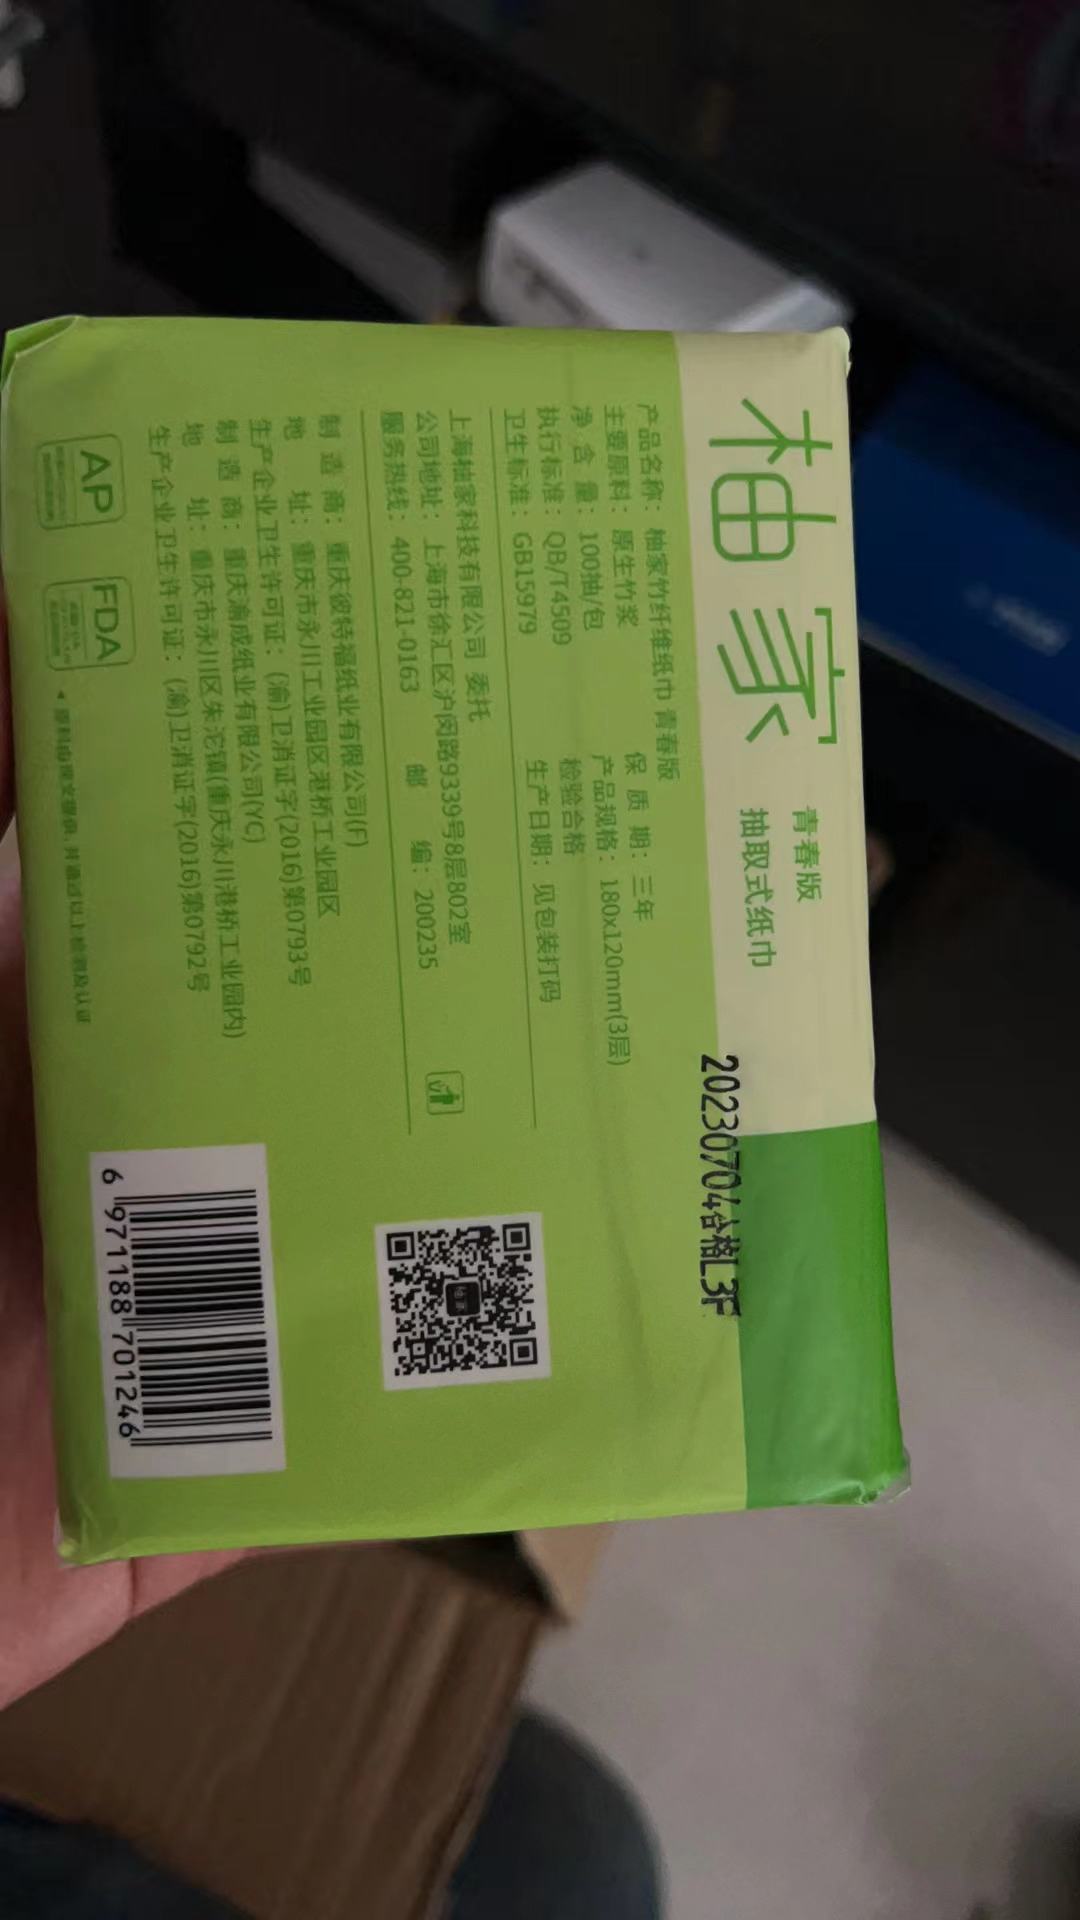 柚家
青春版
抽取式纸巾
20230704合格L3F
产品名称：柚家竹纤维纸巾 青春版
主要原料：原生竹浆
保 质 期：三年
净 含 量：100抽/包
产品规格：180x120mm(3层)
执行标准：QB/T4509
检验合格
卫生标准：GB15979
生产日期：见包装打码
上海柚家科技有限公司 委托
公司地址：上海市徐汇区沪闵路9339号8层802室
服务热线：400-821-0163
邮 编：200235
制 造 商：重庆彼特福纸业有限公司(F)
地 址：重庆市永川工业园区港桥工业园区
生产企业卫生许可证：(渝)卫消证字(2016)第0793号
制 造 商：重庆渝成纸业有限公司(YC)
地 址：重庆市永川区朱沱镇(重庆永川港桥工业园内)
生产企业卫生许可证：(渝)卫消证字(2016)第0792号
AP
FDA
6 971188 701246